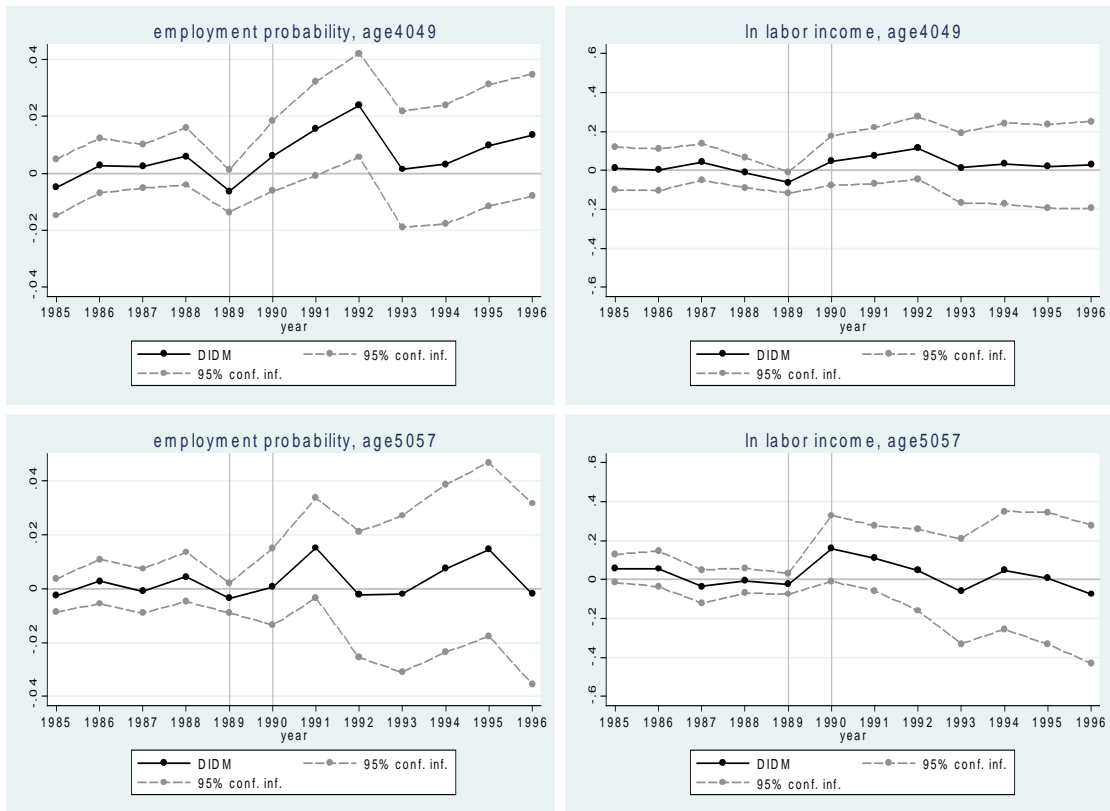 employment probability, age4049
.04
.02
0
-.02
-.04
1985 1986 1987 1988 1989 1990 1991 1992 1993 1994 1995 1996
year
DIDM 95% conf. inf.
95% conf. inf.
ln labor income, age4049
.6
.4
.2
0
-.2
-.4
-.6
1985 1986 1987 1988 1989 1990 1991 1992 1993 1994 1995 1996
year
DIDM 95% conf. inf.
95% conf. inf.
employment probability, age5057
.04
.02
0
-.02
-.04
1985 1986 1987 1988 1989 1990 1991 1992 1993 1994 1995 1996
year
DIDM 95% conf. inf.
95% conf. inf.
ln labor income, age5057
.6
.4
.2
0
-.2
-.4
-.6
1985 1986 1987 1988 1989 1990 1991 1992 1993 1994 1995 1996
year
DIDM 95% conf. inf.
95% conf. inf.